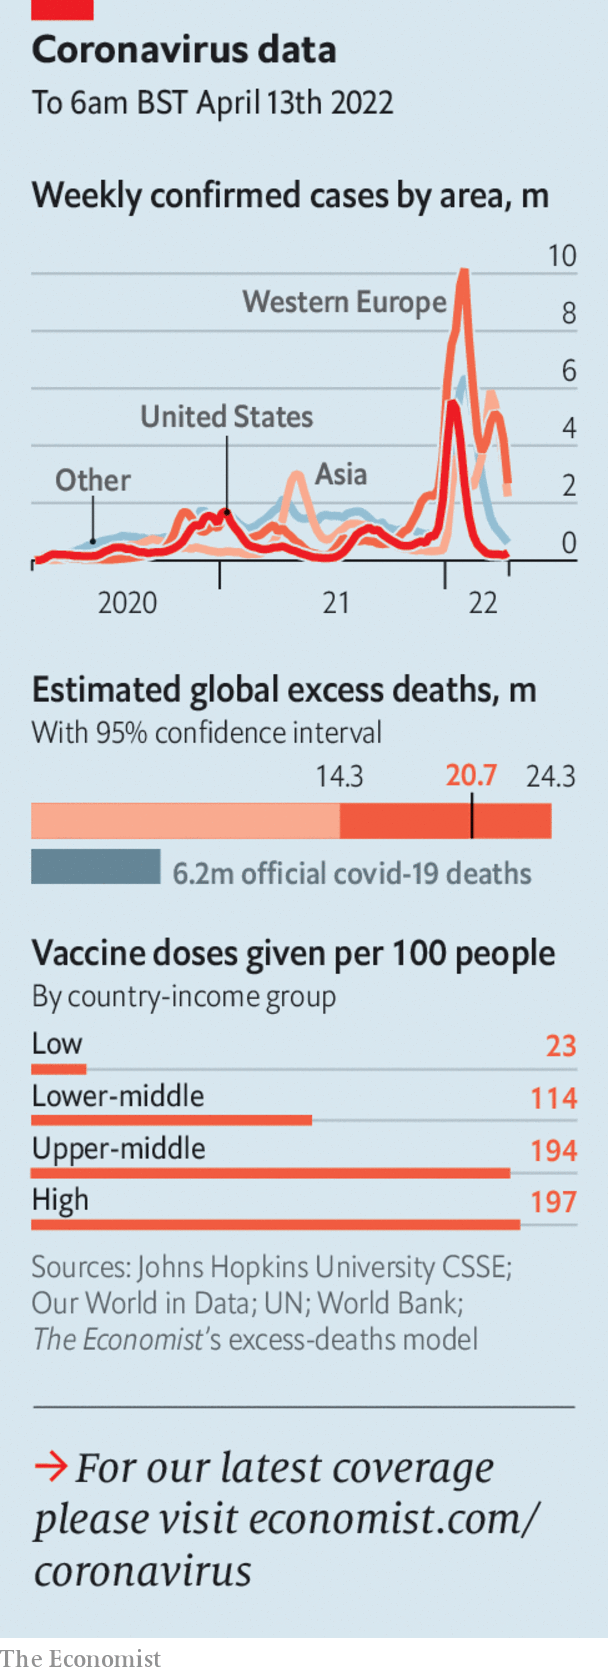 Coronavirus data
To 6am BST April 13th 2022
Weekly confirmed cases by area, m
10
Western Europe
8
6
United States
4
Other
Asia
2
0
2020
21
22
Estimated global excess deaths, m
With 95% confidence interval
14.3 20.7 24.3
6.2m official covid-19 deaths
Vaccine doses given per 100 people
By country-income group
Low 23
Lower-middle 114
Upper-middle 194
High 197
Sources: Johns Hopkins University CSSE;
Our World in Data; UN; World Bank;
The Economist's excess-deaths model
→ For our latest coverage
please visit economist.com/
coronavirus
The Economist